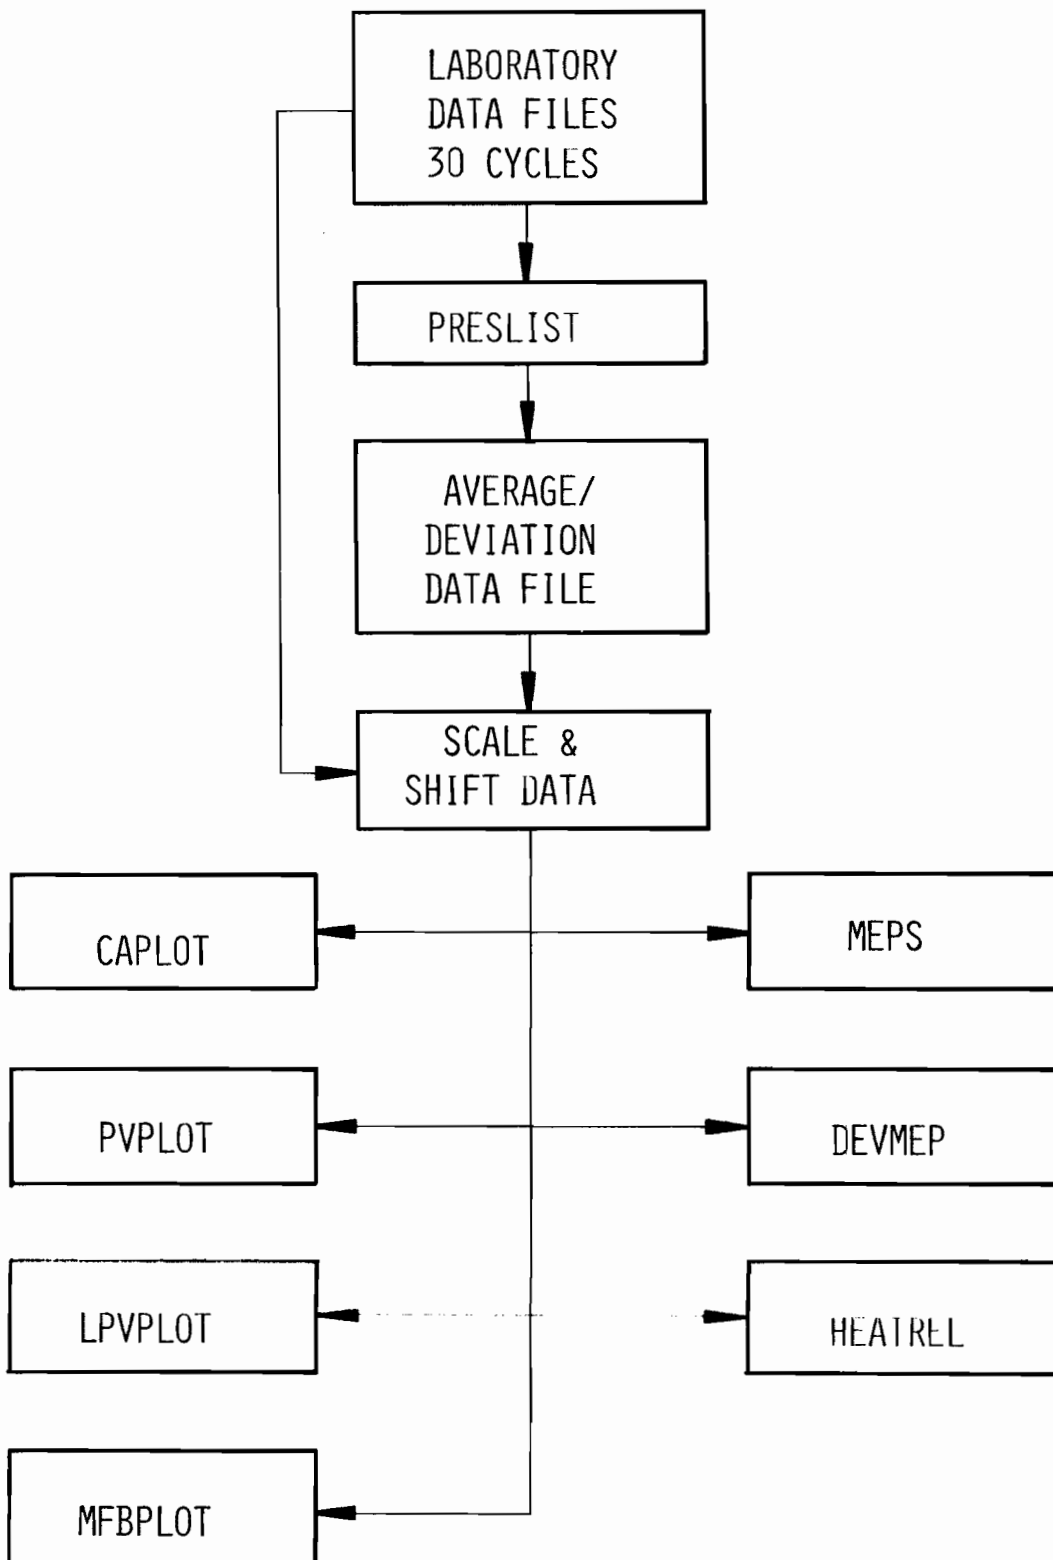 LABORATORY
DATA FILES
30 CYCLES
PRESLIST
AVERAGE/
DEVIATION
DATA FILE
SCALE &
SHIFT DATA
CAPLOT
MEPS
PVPLOT
DEVMEP
LPVPLOT
HEATREL
MFBPLOT